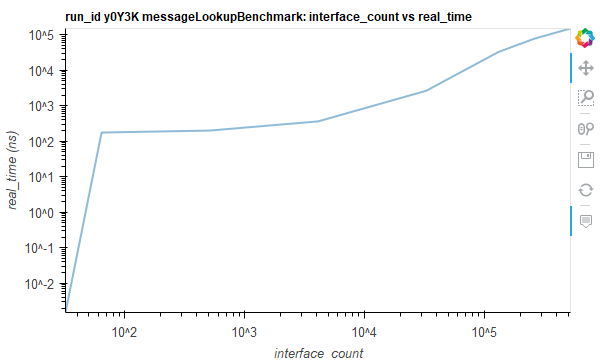 run_id y0Y3K messageLookupBenchmark: interface_count vs real_time
10^5
10^4
10^3
10^2
10^1
10^0
10^-1
10^-2
real_time (ns)
10^2 10^3 10^4 10^5
interface_count